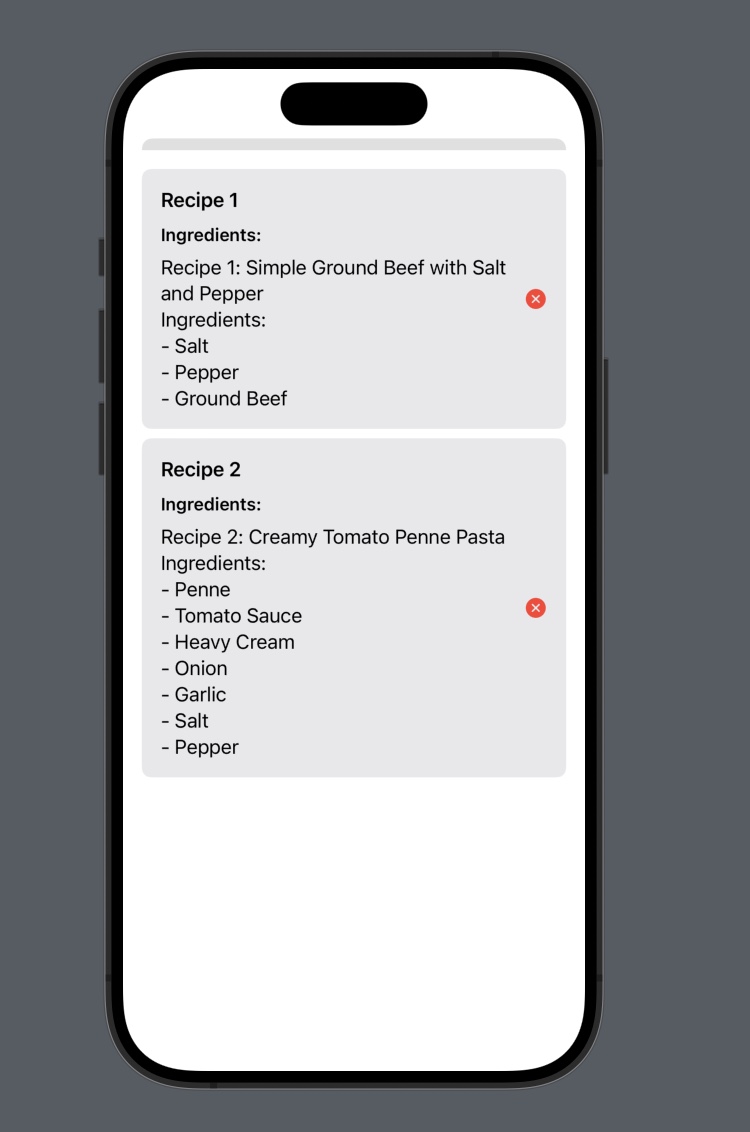 Recipe 1
Ingredients:
Recipe 1: Simple Ground Beef with Salt
and Pepper
Ingredients:
- Salt
- Pepper
- Ground Beef
Recipe 2
Ingredients:
Recipe 2: Creamy Tomato Penne Pasta
Ingredients:
- Penne
- Tomato Sauce
- Heavy Cream
- Onion
- Garlic
- Salt
- Pepper